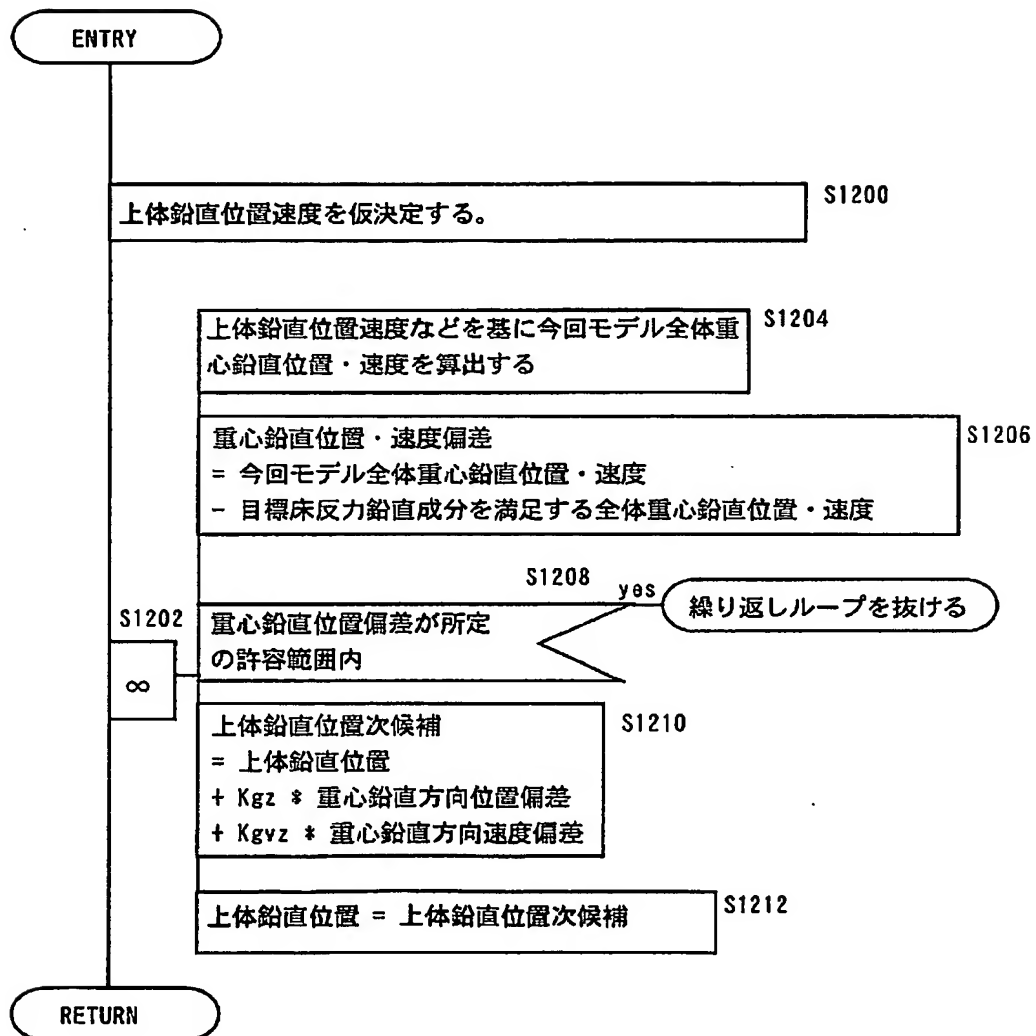 ENTRY
上体鉛直位置速度を仮決定する。
S1200
上体鉛直位置速度などを基に今回モデル全体重
心鉛直位置・速度を算出する
S1204
重心鉛直位置・速度偏差
= 今回モデル全体重心鉛直位置・速度
- 目標床反力鉛直成分を満足する全体重心鉛直位置・速度
S1206
S1202
∞
重心鉛直位置偏差が所定
の許容範囲内
S1208
yes
繰り返しループを抜ける
上体鉛直位置次候補
= 上体鉛直位置
+ Kgz * 重心鉛直方向位置偏差
+ Kgvz * 重心鉛直方向速度偏差
S1210
上体鉛直位置 = 上体鉛直位置次候補
S1212
RETURN